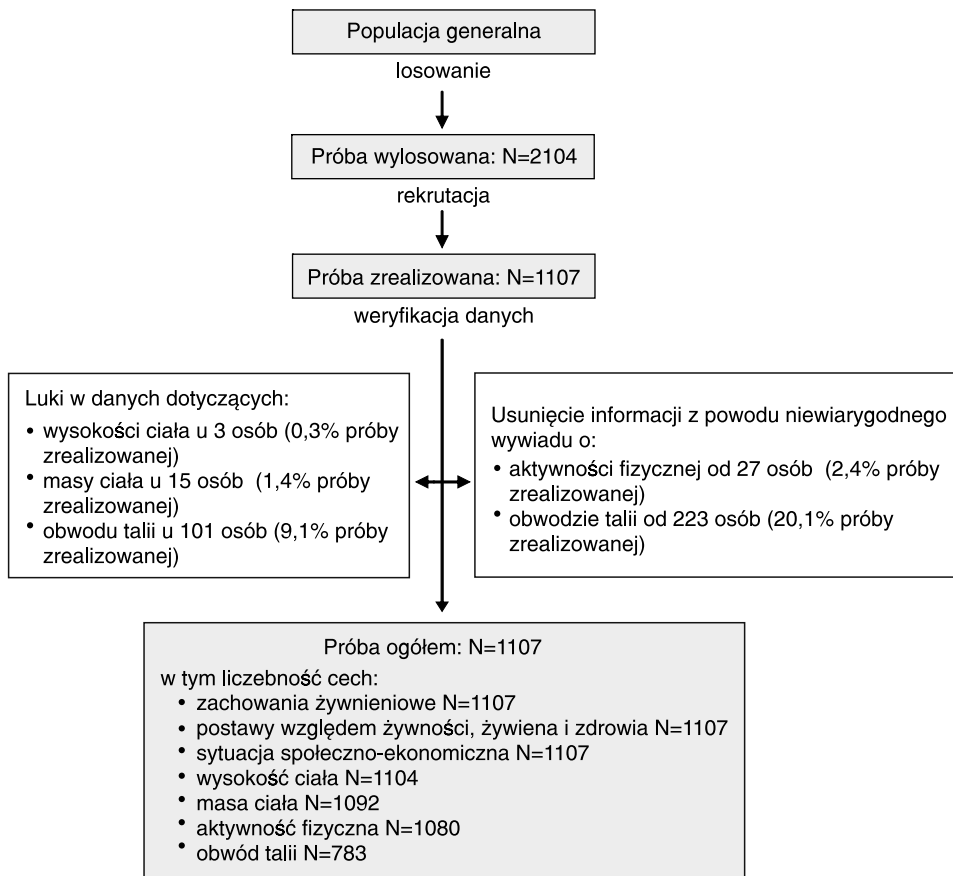 Populacja generalna
losowanie
Próba wylosowana: N=2104
rekrutacja
Próba zrealizowana: N=1107
weryfikacja danych
Luki w danych dotyczących:
• wysokości ciała u 3 osób (0,3% próby
zrealizowanej)
• masy ciała u 15 osób (1,4% próby
zrealizowanej)
• obwodu talii u 101 osób (9,1% próby
zrealizowanej)
Usunięcie informacji z powodu niewiarygodnego
wywiadu o:
• aktywności fizycznej od 27 osób (2,4% próby
zrealizowanej)
• obwodzie talii od 223 osób (20,1% próby
zrealizowanej)
Próba ogółem: N=1107
w tym liczebność cech:
• zachowania żywnieniowe N=1107
• postawy względem żywności, żywiena i zdrowia N=1107
• sytuacja społeczno-ekonomiczna N=1107
• wysokość ciała N=1104
• masa ciała N=1092
• aktywność fizyczna N=1080
• obwód talii N=783